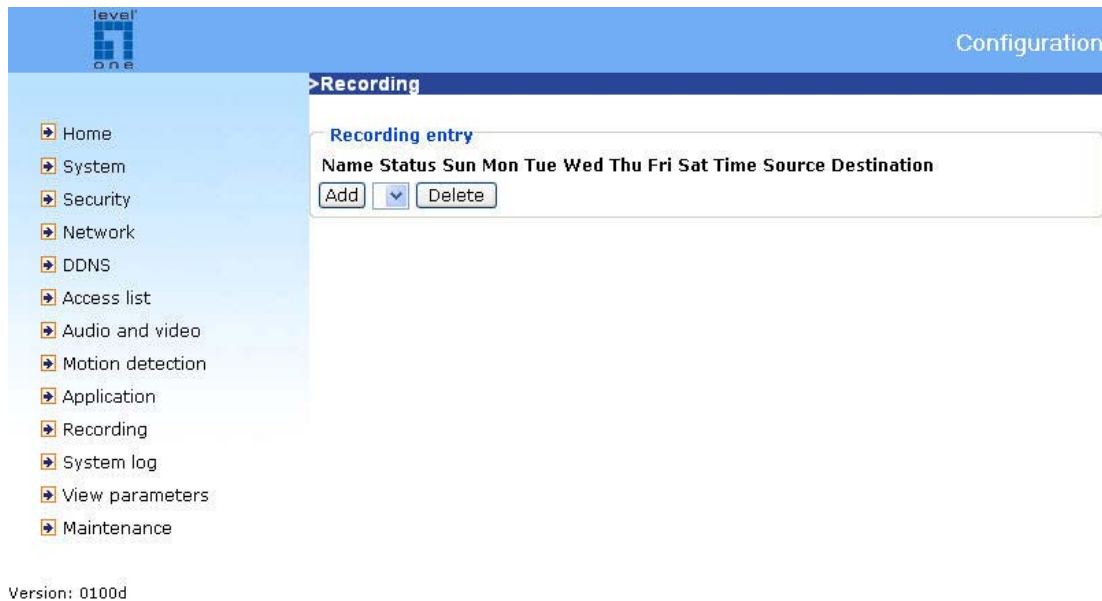 level
one
Configuration
>Recording
Home
System
Security
Network
DDNS
Access list
Audio and video
Motion detection
Application
Recording
System log
View parameters
Maintenance
Recording entry
Name Status Sun Mon Tue Wed Thu Fri Sat Time Source Destination
Add Delete
Version: 0100d